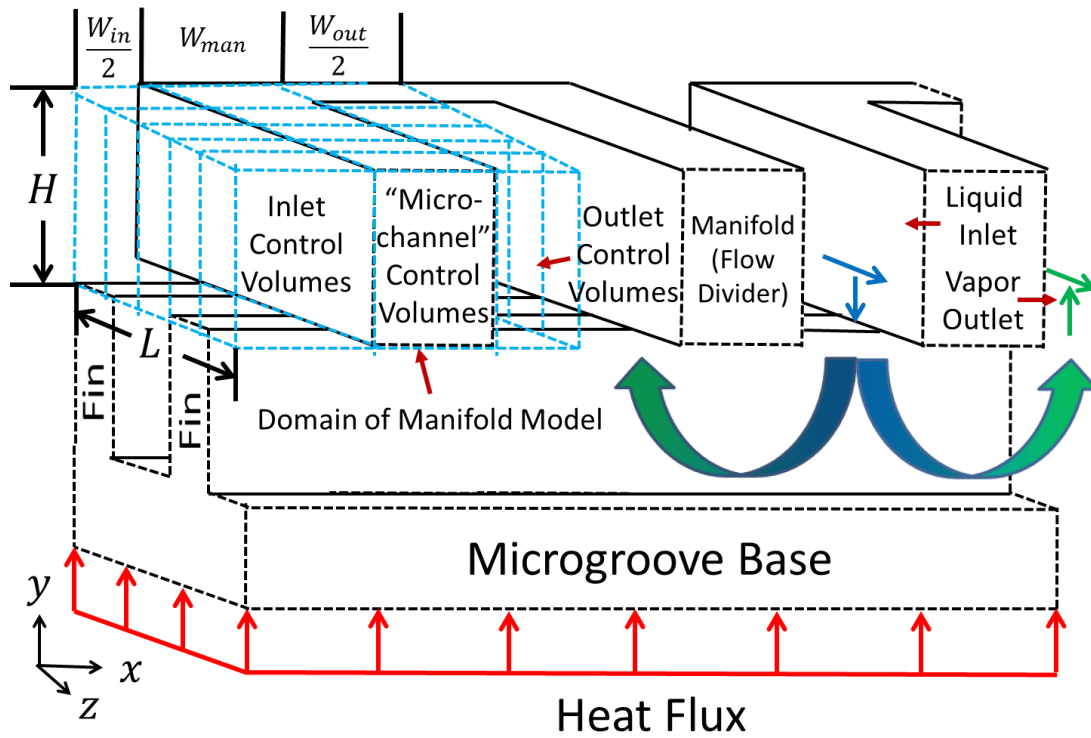 W_in/2
W_man
W_out/2
H
Inlet
Control
Volumes
“Micro-
channel”
Control
Volumes
Outlet
Control
Volumes
Manifold
(Flow
Divider)
Liquid
Inlet
Vapor
Outlet
L
Fin
Fin
Domain of Manifold Model
Microgroove Base
y
x
z
Heat Flux